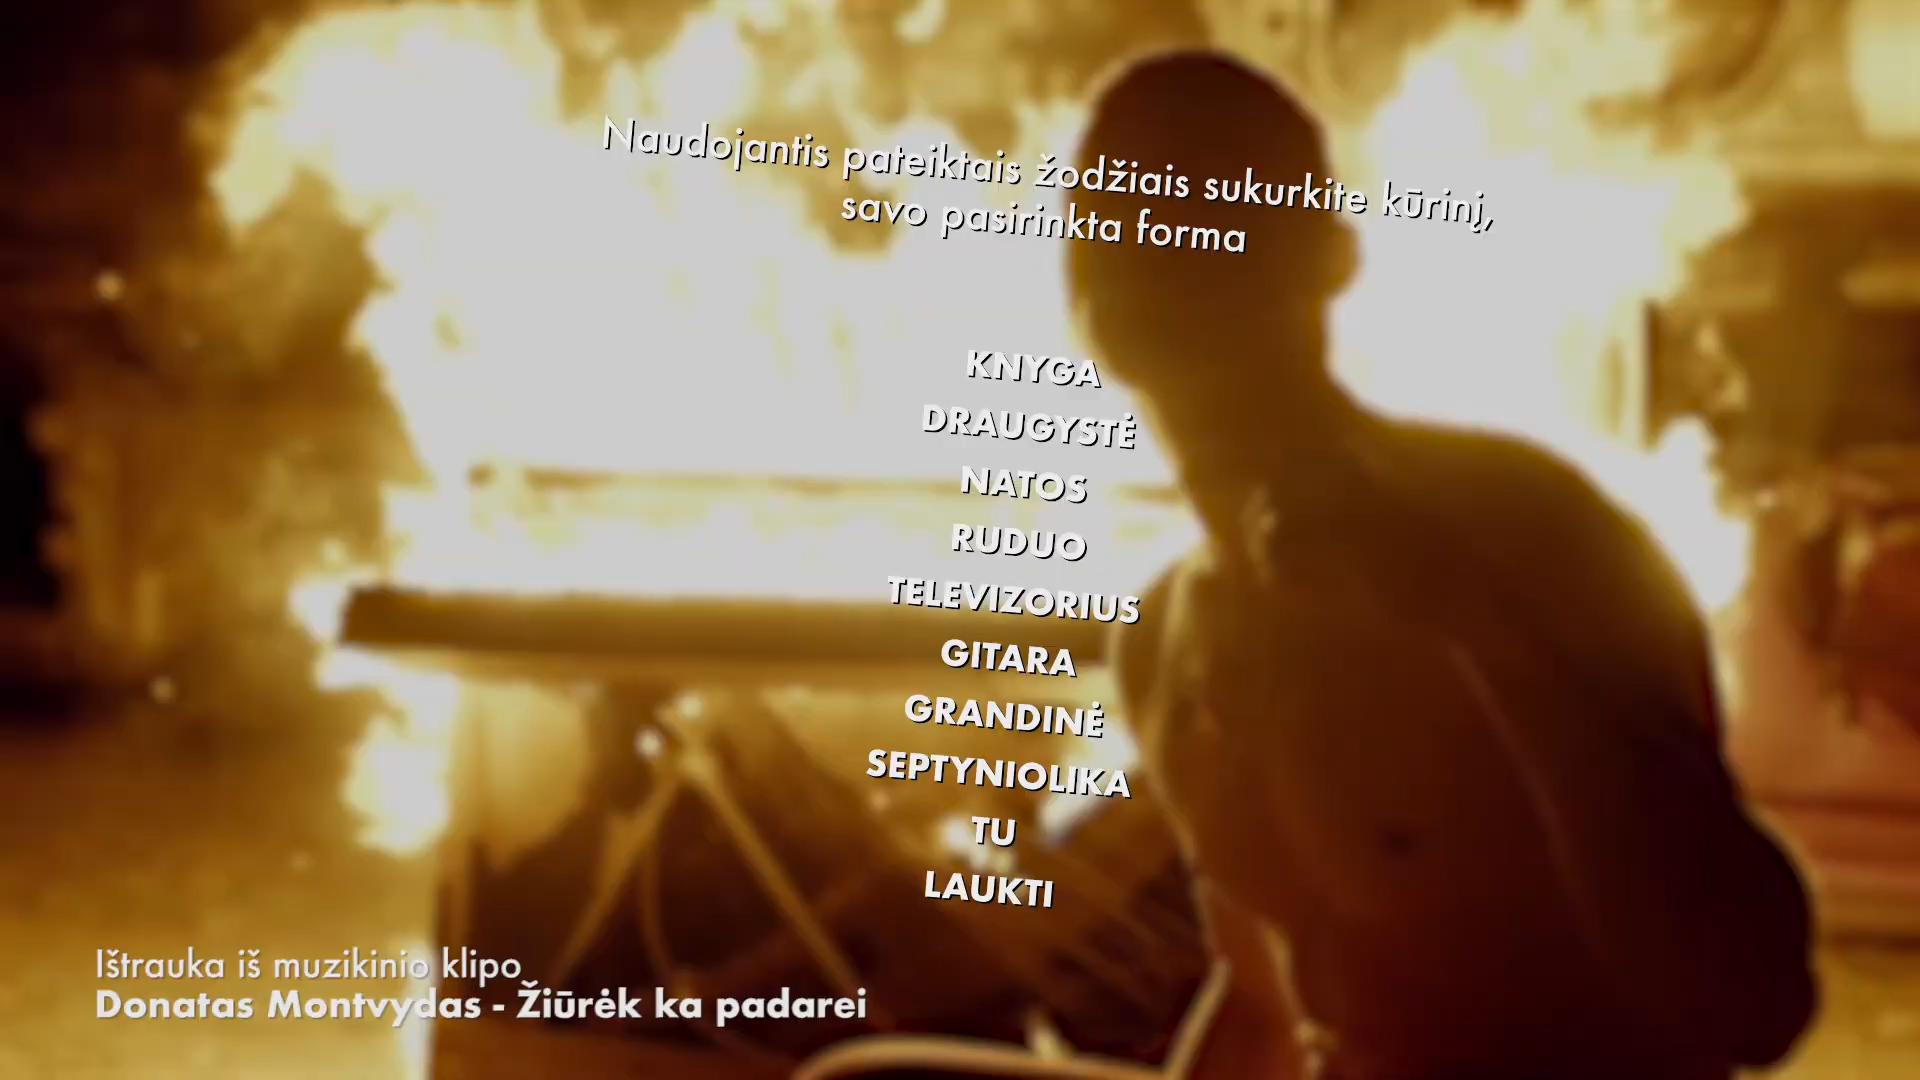 Naudojantis pateiktais žodžiais sukurkite kūrinį,
savo pasirinkta forma
KNYGA
DRAUGYSTĖ
NATOS
RUDUO
TELEVIZORIUS
GITARA
GRANDINĖ
SEPTYNIOLIKA
TU
LAUKTI
Ištrauka iš muzikinio klipo
Donatas Montvydas - Žiūrėk ka padarei